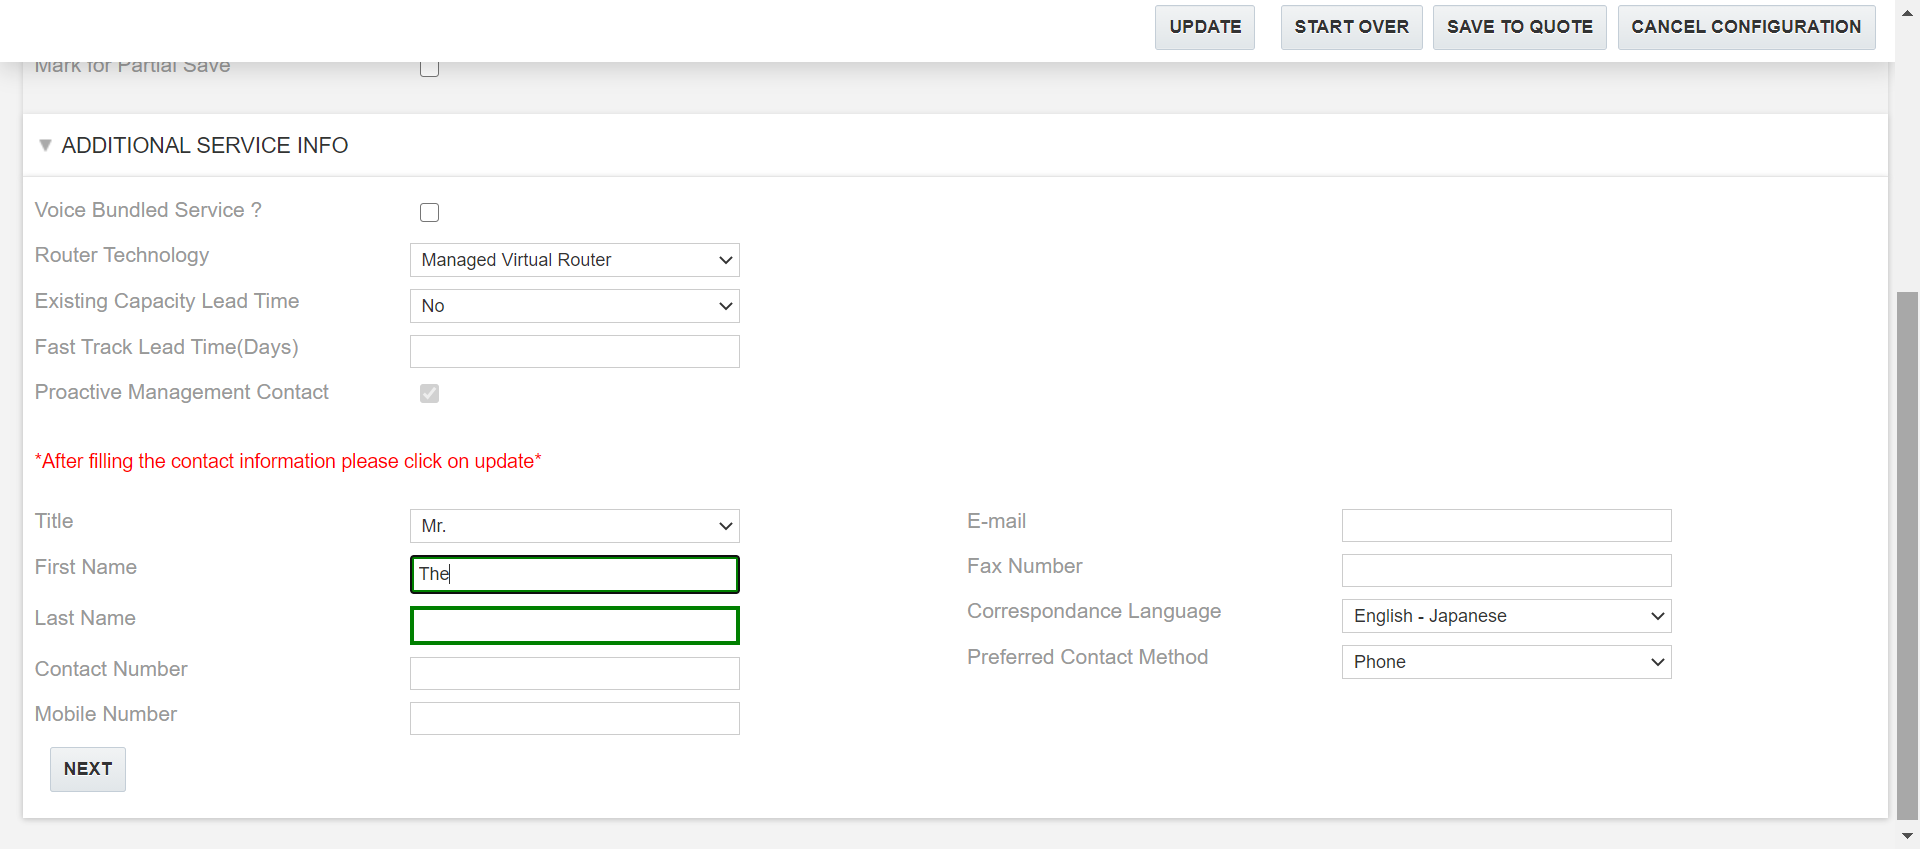 UPDATE START OVER SAVE TO QUOTE CANCEL CONFIGURATION
Mark for Partial Save
ADDITIONAL SERVICE INFO
Voice Bundled Service ?
Router Technology Managed Virtual Router
Existing Capacity Lead Time No
Fast Track Lead Time(Days)
Proactive Management Contact
*After filling the contact information please click on update*
Title Mr.
First Name The
Last Name
Contact Number
Mobile Number
E-mail
Fax Number
Correspondance Language English - Japanese
Preferred Contact Method Phone
NEXT